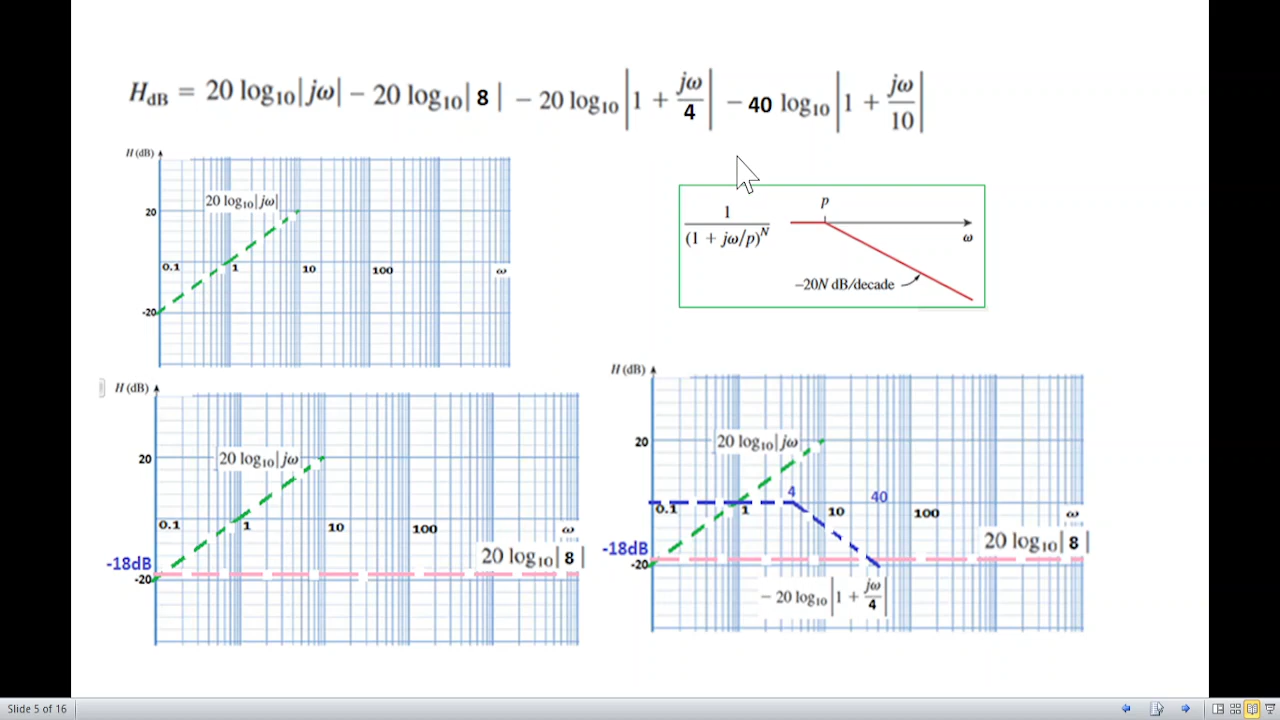 H_dB = 20 log₁₀|jω| − 20 log₁₀|8| − 20 log₁₀|1 + jω/4| − 40 log₁₀|1 + jω/10|
H (dB)
20 log₁₀|jω|
20
0.1 1 10 100 ω
-20
1/(1 + jω/p)^N
p
ω
−20N dB/decade
H (dB)
20 log₁₀|jω
20
0.1 1 10 100 ω
20 log₁₀|8|
-18dB
-20
H (dB)
20 log₁₀|jω
20
4 40
0.1 1 10 100 ω
20 log₁₀|8|
-18dB
-20
− 20 log₁₀|1 + jω/4|
Slide 5 of 16